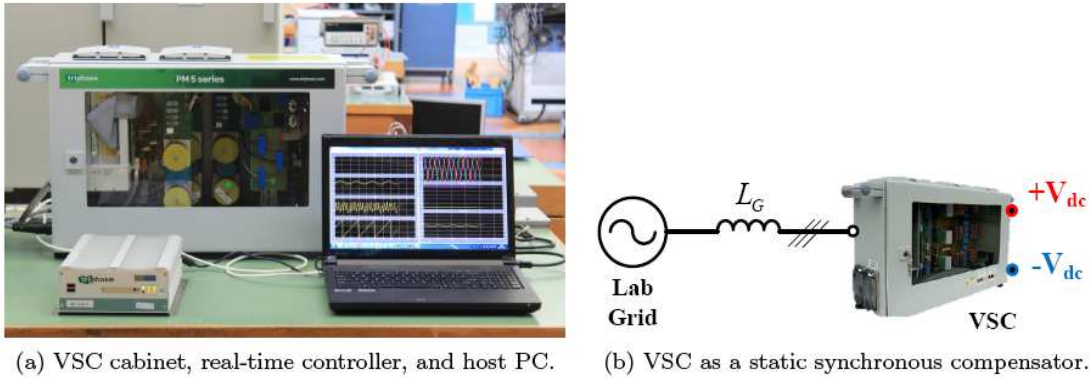 triphase
PM 5 series
www.triphase.com
triphase
L_G
+V_dc
-V_dc
Lab
Grid
VSC
(a) VSC cabinet, real-time controller, and host PC.
(b) VSC as a static synchronous compensator.